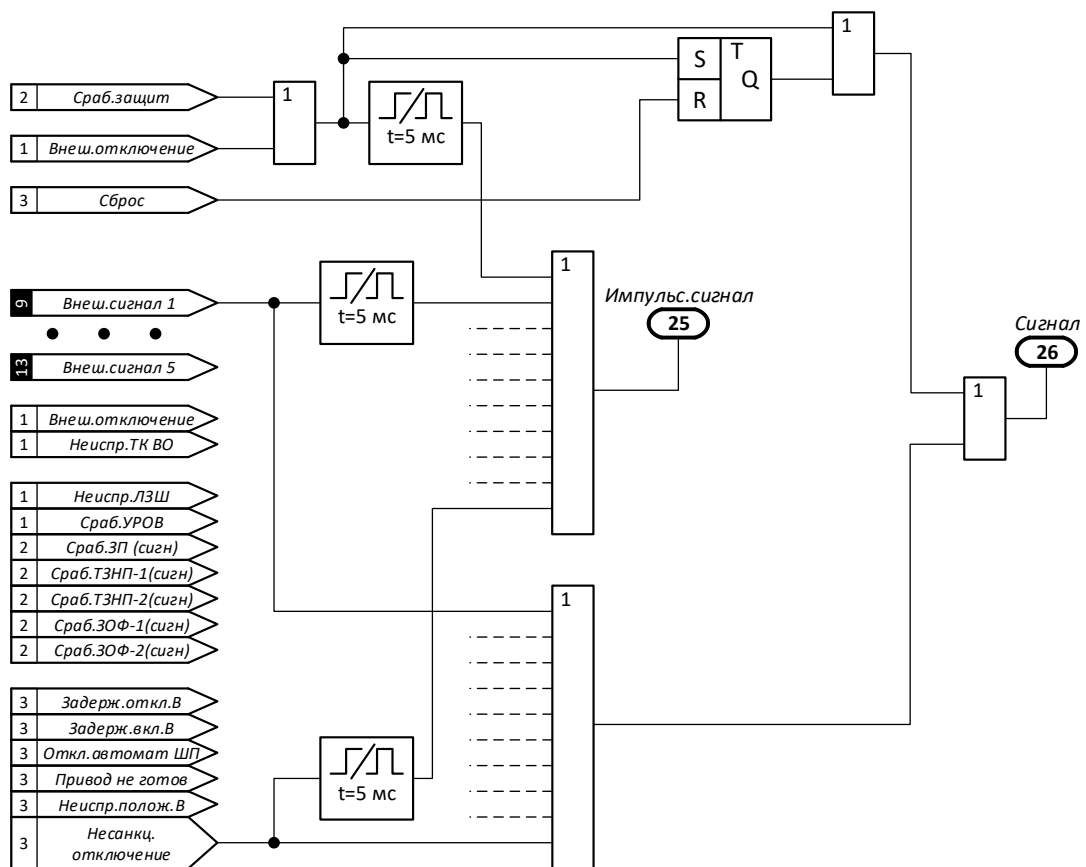 1
S T
Q
R
2 Сраб.защит
1
t=5 мс
1 Внеш.отключение
3 Сброс
1
9 Внеш.сигнал 1
t=5 мс
Импульс.сигнал
25
Сигнал
26
13 Внеш.сигнал 5
1
1 Внеш.отключение
1 Неиспр.ТК ВО
1 Неиспр.ЛЗШ
1 Сраб.УРОВ
2 Сраб.ЗП (сигн)
2 Сраб.ТЗНП-1(сигн)
2 Сраб.ТЗНП-2(сигн)
2 Сраб.ЗОФ-1(сигн)
2 Сраб.ЗОФ-2(сигн)
1
3 Задерж.откл.В
3 Задерж.вкл.В
3 Откл.автомат ШП
3 Привод не готов
t=5 мс
3 Неиспр.полож.В
3 Несанкц.
отключение